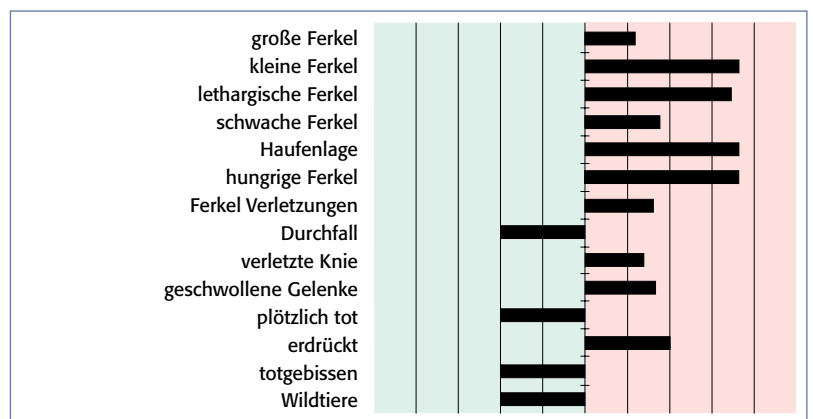 große Ferkel
kleine Ferkel
lethargische Ferkel
schwache Ferkel
Haufenlage
hungrige Ferkel
Ferkel Verletzungen
Durchfall
verletzte Knie
geschwollene Gelenke
plötzlich tot
erdrückt
totgebissen
Wildtiere